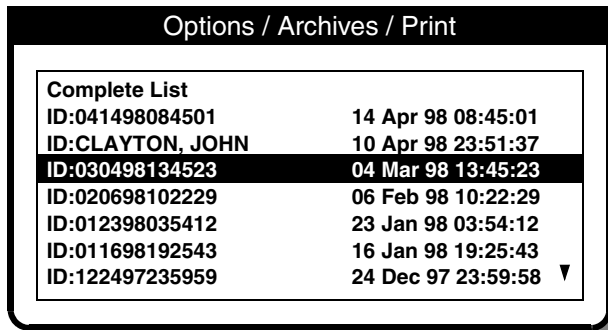 Options / Archives / Print
Complete List
ID:041498084501 14 Apr 98 08:45:01
ID:CLAYTON, JOHN 10 Apr 98 23:51:37
ID:030498134523 04 Mar 98 13:45:23
ID:020698102229 06 Feb 98 10:22:29
ID:012398035412 23 Jan 98 03:54:12
ID:011698192543 16 Jan 98 19:25:43
ID:122497235959 24 Dec 97 23:59:58